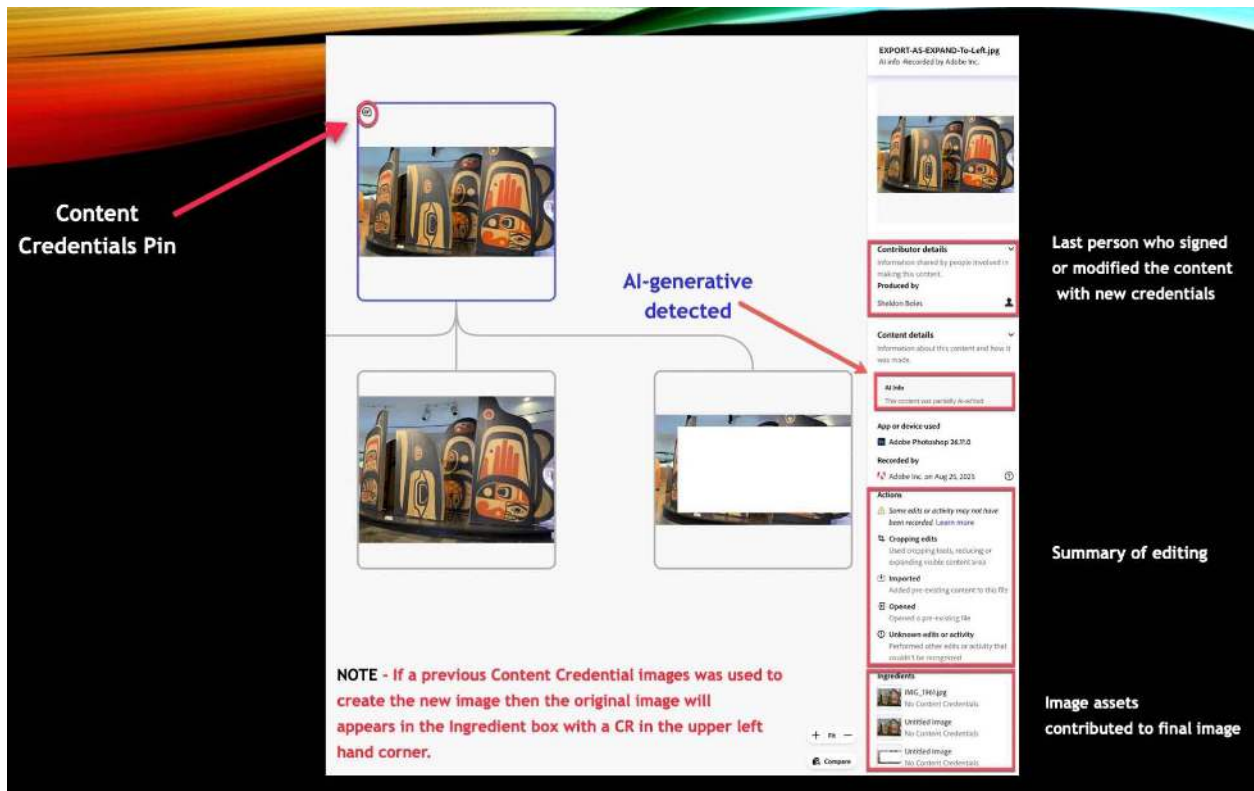 Content
Credentials Pin
AI-generative
detected
NOTE - If a previous Content Credential images was used to
create the new image then the original image will
appears in the Ingredient box with a CR in the upper left
hand corner.
+ Fit −
Compare
EXPORT-AS-EXPAND-To-Left.jpg
AI info · Recorded by Adobe Inc.
Contributor details
Information shared by people involved in
making this content.
Produced by
Sheldon Boles
Content details
Information about this content and how it
was made.
AI info
This content was partially AI-edited
App or device used
Adobe Photoshop 26.11.0
Recorded by
Adobe Inc. on Aug 25, 2025
Actions
Some edits or activity may not have
been recorded Learn more
Cropping edits
Used cropping tools, reducing or
expanding visible content area
Imported
Added pre-existing content to this file
Opened
Opened a pre-existing file
Unknown edits or activity
Performed other edits or activity that
couldn't be recognized
Ingredients
IMG_1961.jpg
No Content Credentials
Untitled image
No Content Credentials
Untitled image
No Content Credentials
Last person who signed
or modified the content
with new credentials
Summary of editing
Image assets
contributed to final image